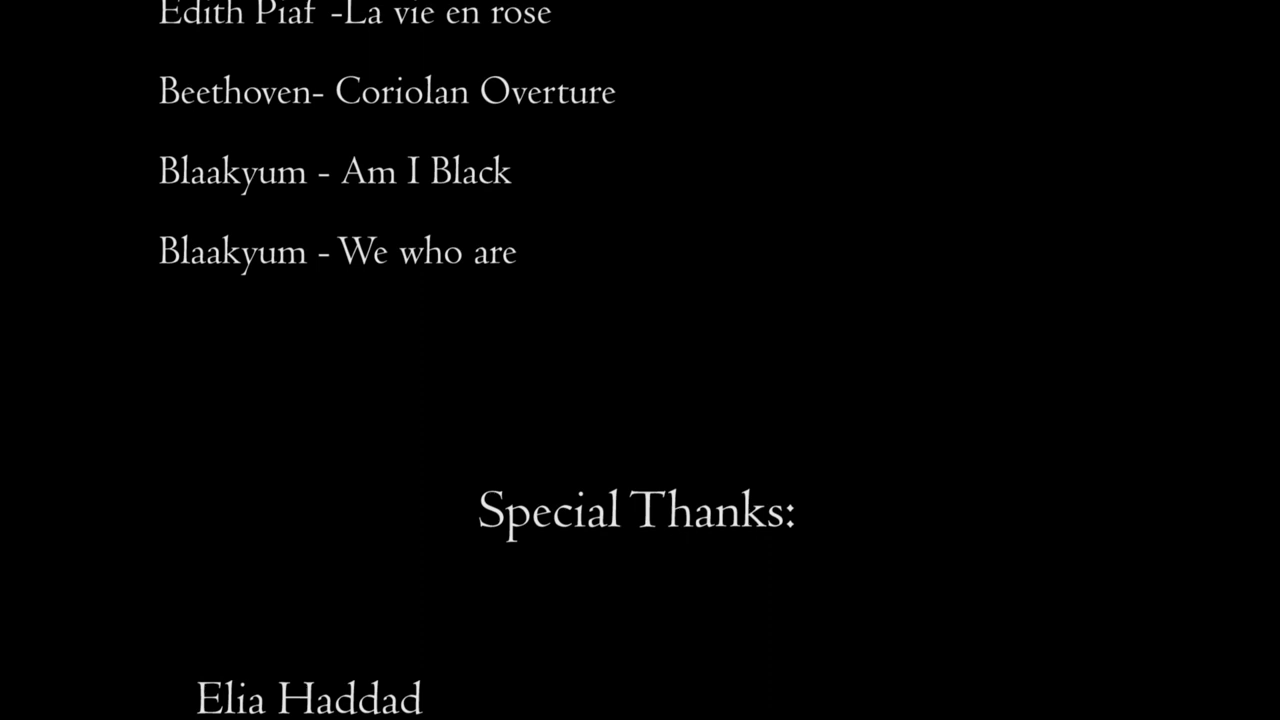 Edith Piaf -La vie en rose
Beethoven- Coriolan Overture
Blaakyum - Am I Black
Blaakyum - We who are
Special Thanks:
Elia Haddad